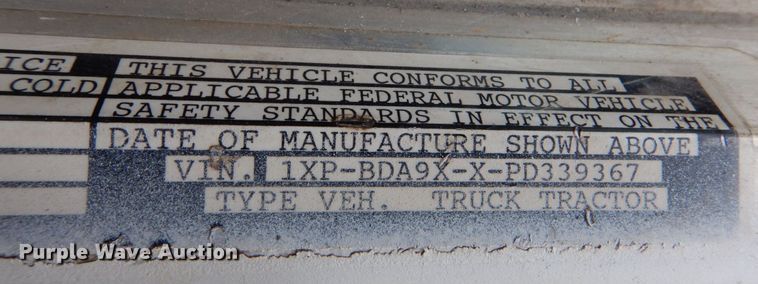 ICE THIS VEHICLE CONFORMS TO ALL
COLD APPLICABLE FEDERAL MOTOR VEHICLE
SAFETY STANDARDS IN EFFECT ON THE
DATE OF MANUFACTURE SHOWN ABOVE
VIN. 1XP-BDA9X-X-PD339367
TYPE VEH. TRUCK TRACTOR
Purple Wave Auction